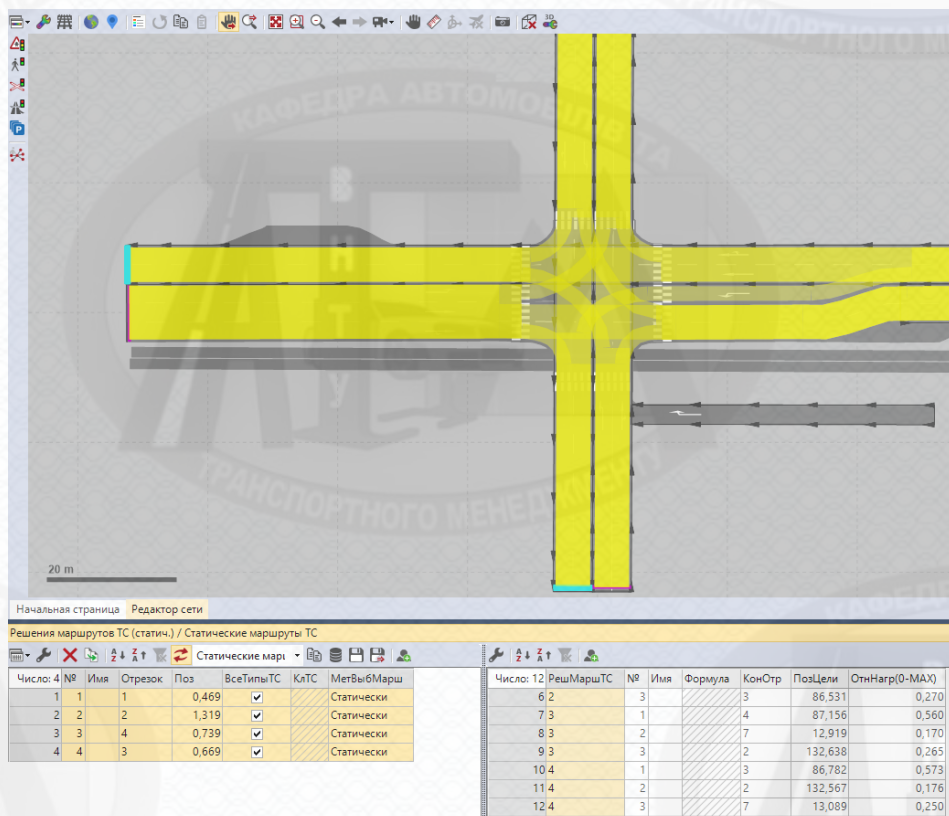 КАФЕДРА АВТОМОБІЛІВ ТА
ТРАНСПОРТНОГО МЕНЕДЖМЕНТУ
В
Н
Т
У
ТРАНСПОРТНОГО М
3D
20 m
Начальная страница Редактор сети
Решения маршрутов ТС (статич.) / Статические маршруты ТС
Статические марі
Число: 4 № Имя Отрезок Поз ВсеТипыТС КлТС МетВыбМарш
1 1 1 0,469 Статически
2 2 2 1,319 Статически
3 3 4 0,739 Статически
4 4 3 0,669 Статически
Число: 12 РешМаршТС № Имя Формула КонОтр ПозЦели ОтнНагр(0-MAX)
6 2 3 3 86,531 0,270
7 3 1 4 87,156 0,560
8 3 2 7 12,919 0,170
9 3 3 2 132,638 0,265
10 4 1 3 86,782 0,573
11 4 2 2 132,567 0,176
12 4 3 7 13,089 0,250